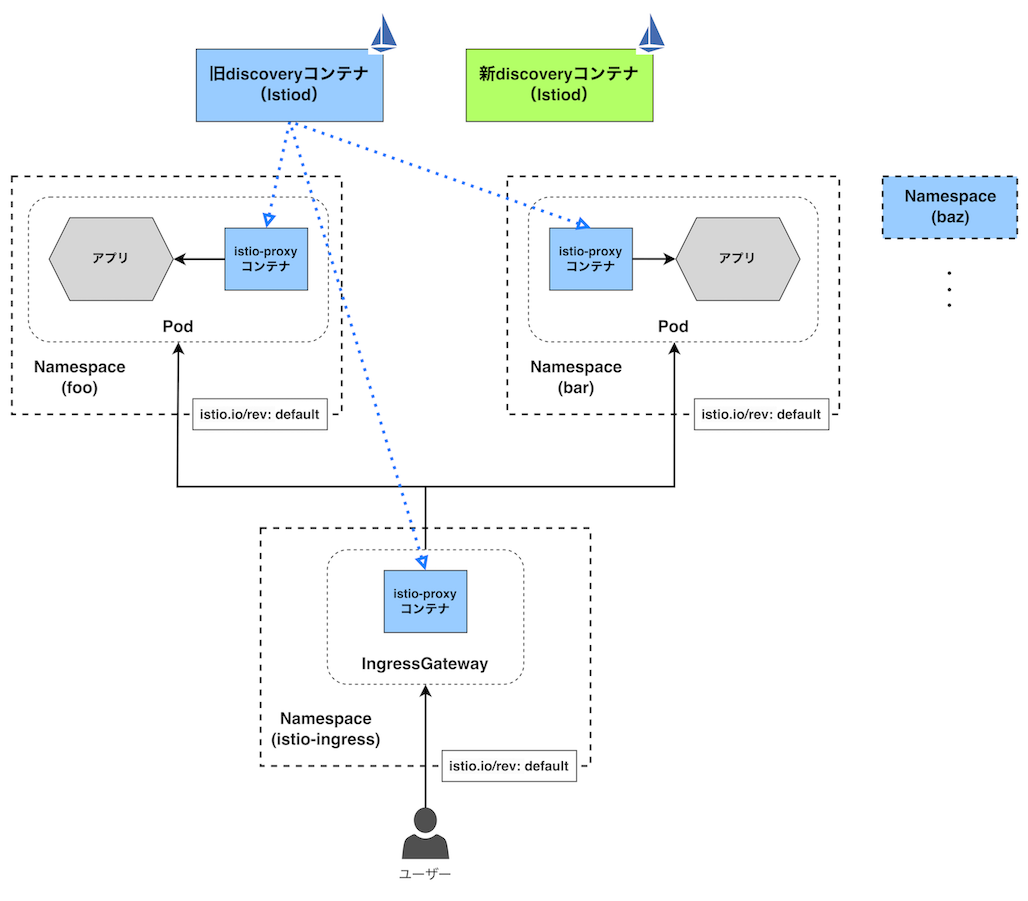 旧discoveryコンテナ
（Istiod）
新discoveryコンテナ
（Istiod）
アプリ
istio-proxy
コンテナ
Pod
Namespace
(foo)
istio.io/rev: default
istio-proxy
コンテナ
アプリ
Pod
Namespace
(bar)
istio.io/rev: default
Namespace
(baz)
istio-proxy
コンテナ
IngressGateway
Namespace
(istio-ingress)
istio.io/rev: default
ユーザー